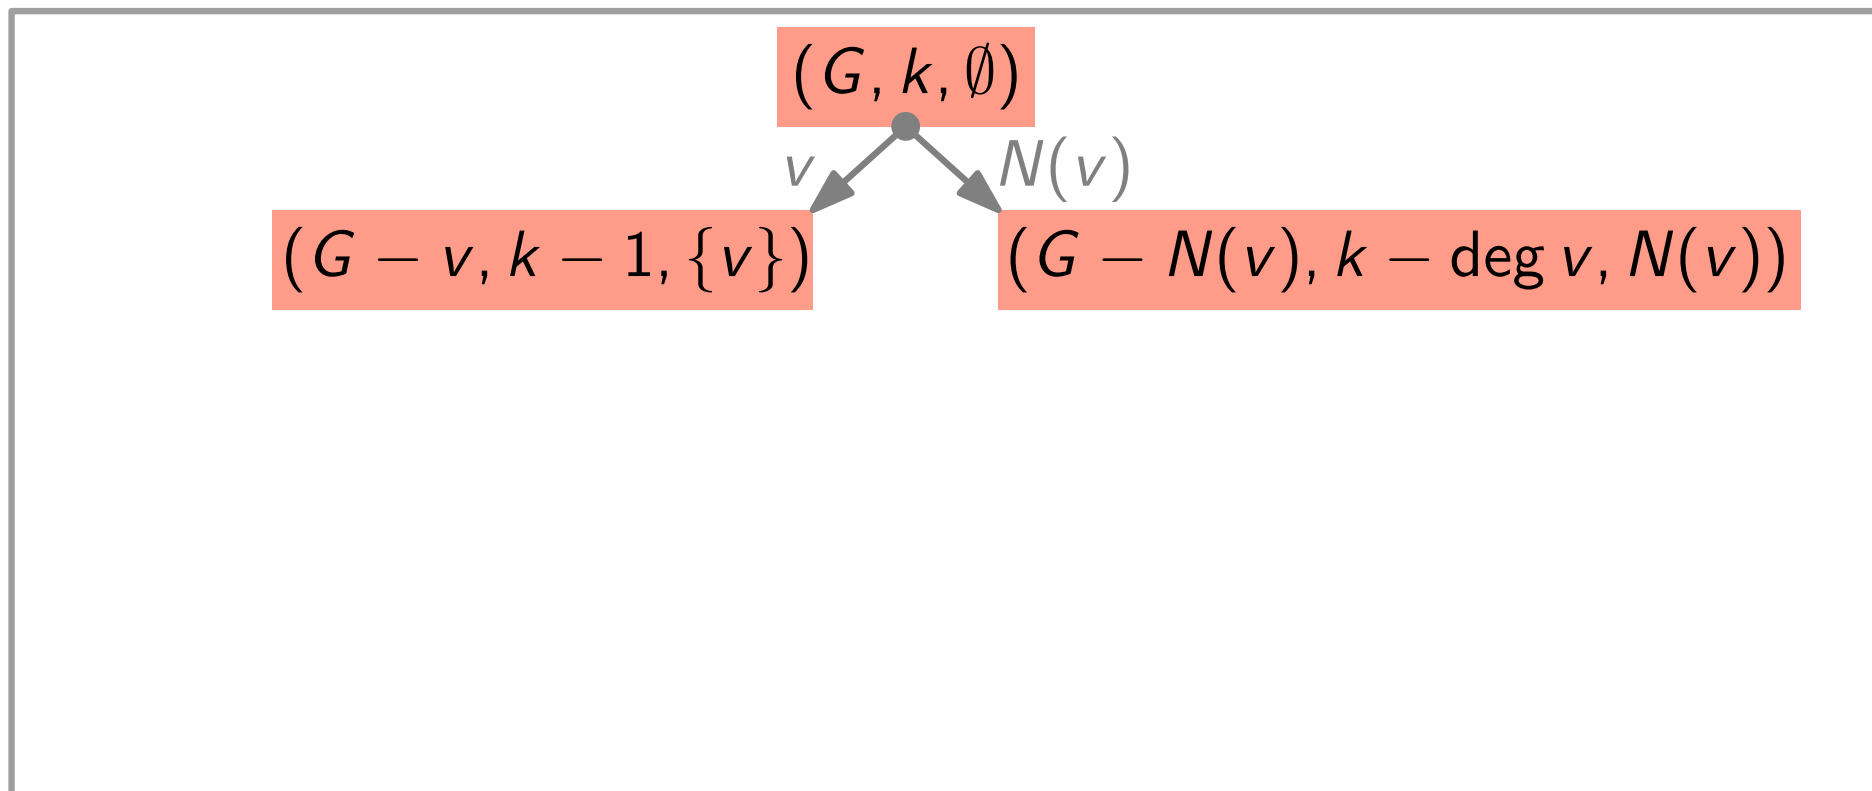 (G, k, ∅)
v N(v)
(G − v, k − 1, {v}) (G − N(v), k − deg v, N(v))